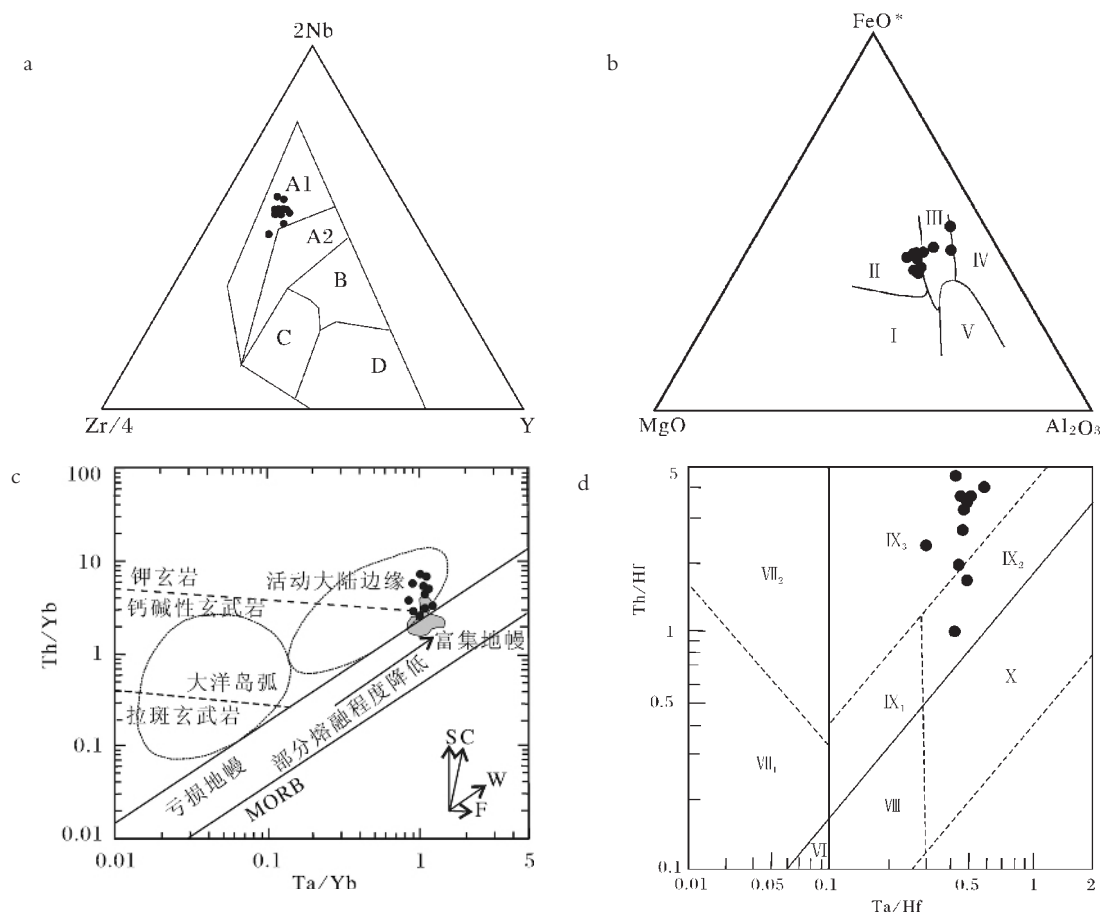 a
2Nb
A1
A2
B
C
D
Zr/4
Y
b
FeO*
III
II
IV
I
V
MgO
Al₂O₃
c
100
10
1
0.1
0.01
Th/Yb
钾玄岩
钙碱性玄武岩
活动大陆边缘
富集地幔
大洋岛弧
拉斑玄武岩
部分熔融程度降低
亏损地幔
MORB
S C
W
F
0.01
0.1
1
5
Ta/Yb
d
5
1
0.5
0.1
Th/Hf
IX₃
IX₂
VII₂
X
IX₁
VII₁
VIII
VI
0.01
0.05
0.1
0.5
1
2
Ta/Hf